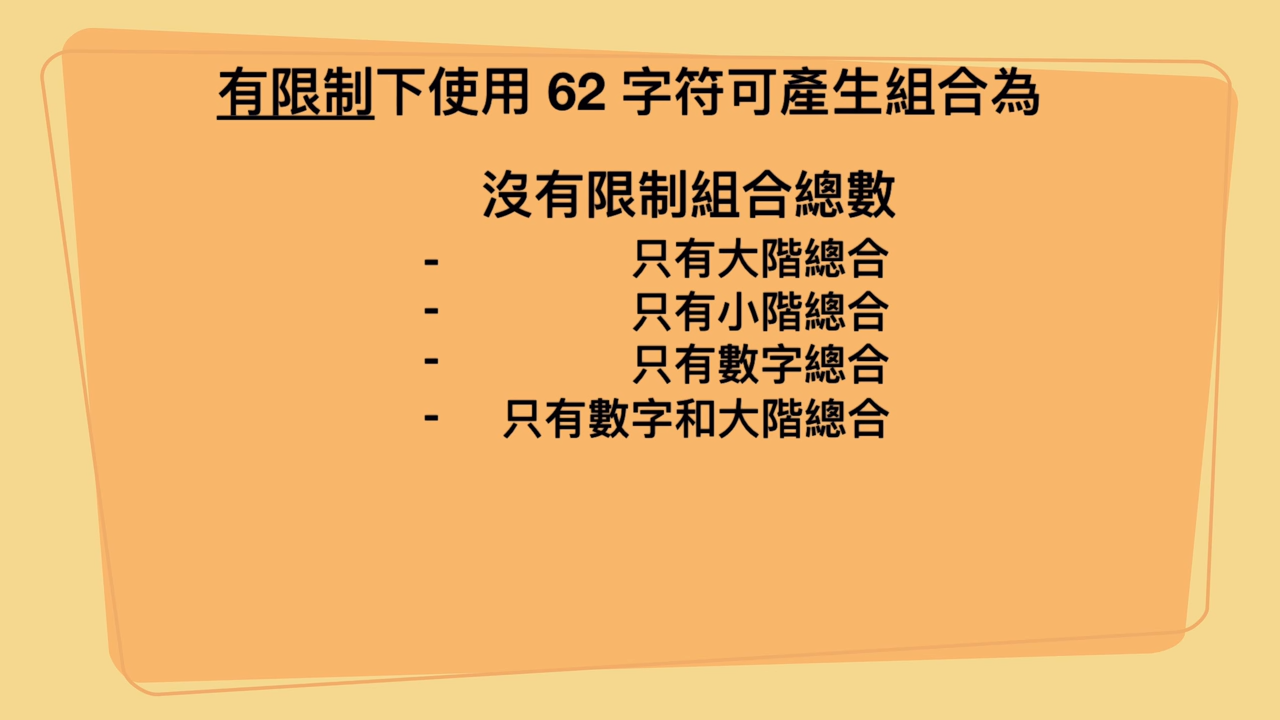 有限制下使用 62 字符可產生組合為
沒有限制組合總數
- 只有大階總合
- 只有小階總合
- 只有數字總合
- 只有數字和大階總合